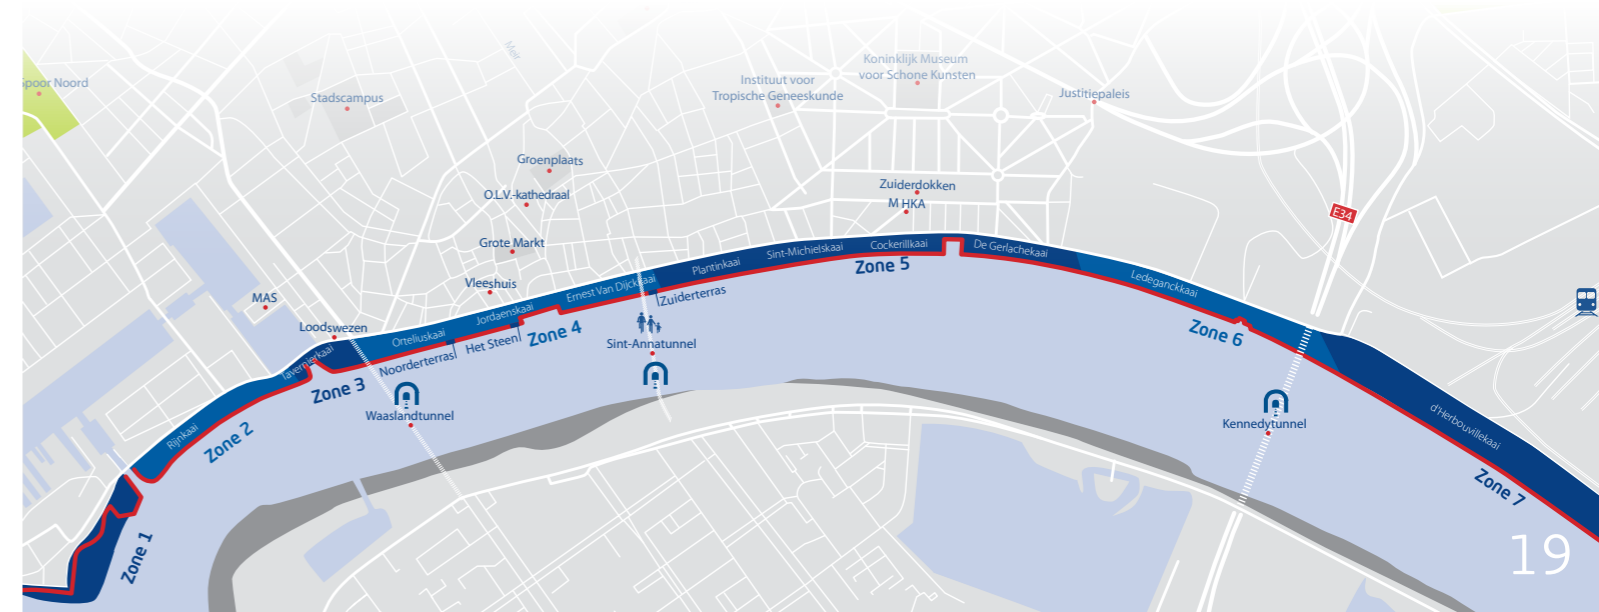 Meir
Koninklijk Museum
voor Schone Kunsten
Spoor Noord
Instituut voor
Tropische Geneeskunde
Stadscampus
Justitiepaleis
Groenplaats
O.L.V.-kathedraal
Zuiderdokken
M HKA
E34
Grote Markt
Vleeshuis
MAS
Loodswezen
Tavernierkaai
Orteliuskaai
Jordaenskaai
Ernest Van Dijckkaai
Plantinkaai
Sint-Michielskaai
Cockerillkaai
De Gerlachekaai
Ledeganckkaai
Zone 5
Zuiderterras
Zone 4
Het Steen
Noorderterras
Zone 3
Sint-Annatunnel
Zone 6
Waaslandtunnel
Kennedytunnel
Rijnkaai
Zone 2
d'Herbouvillekaai
Zone 7
Zone 1
19